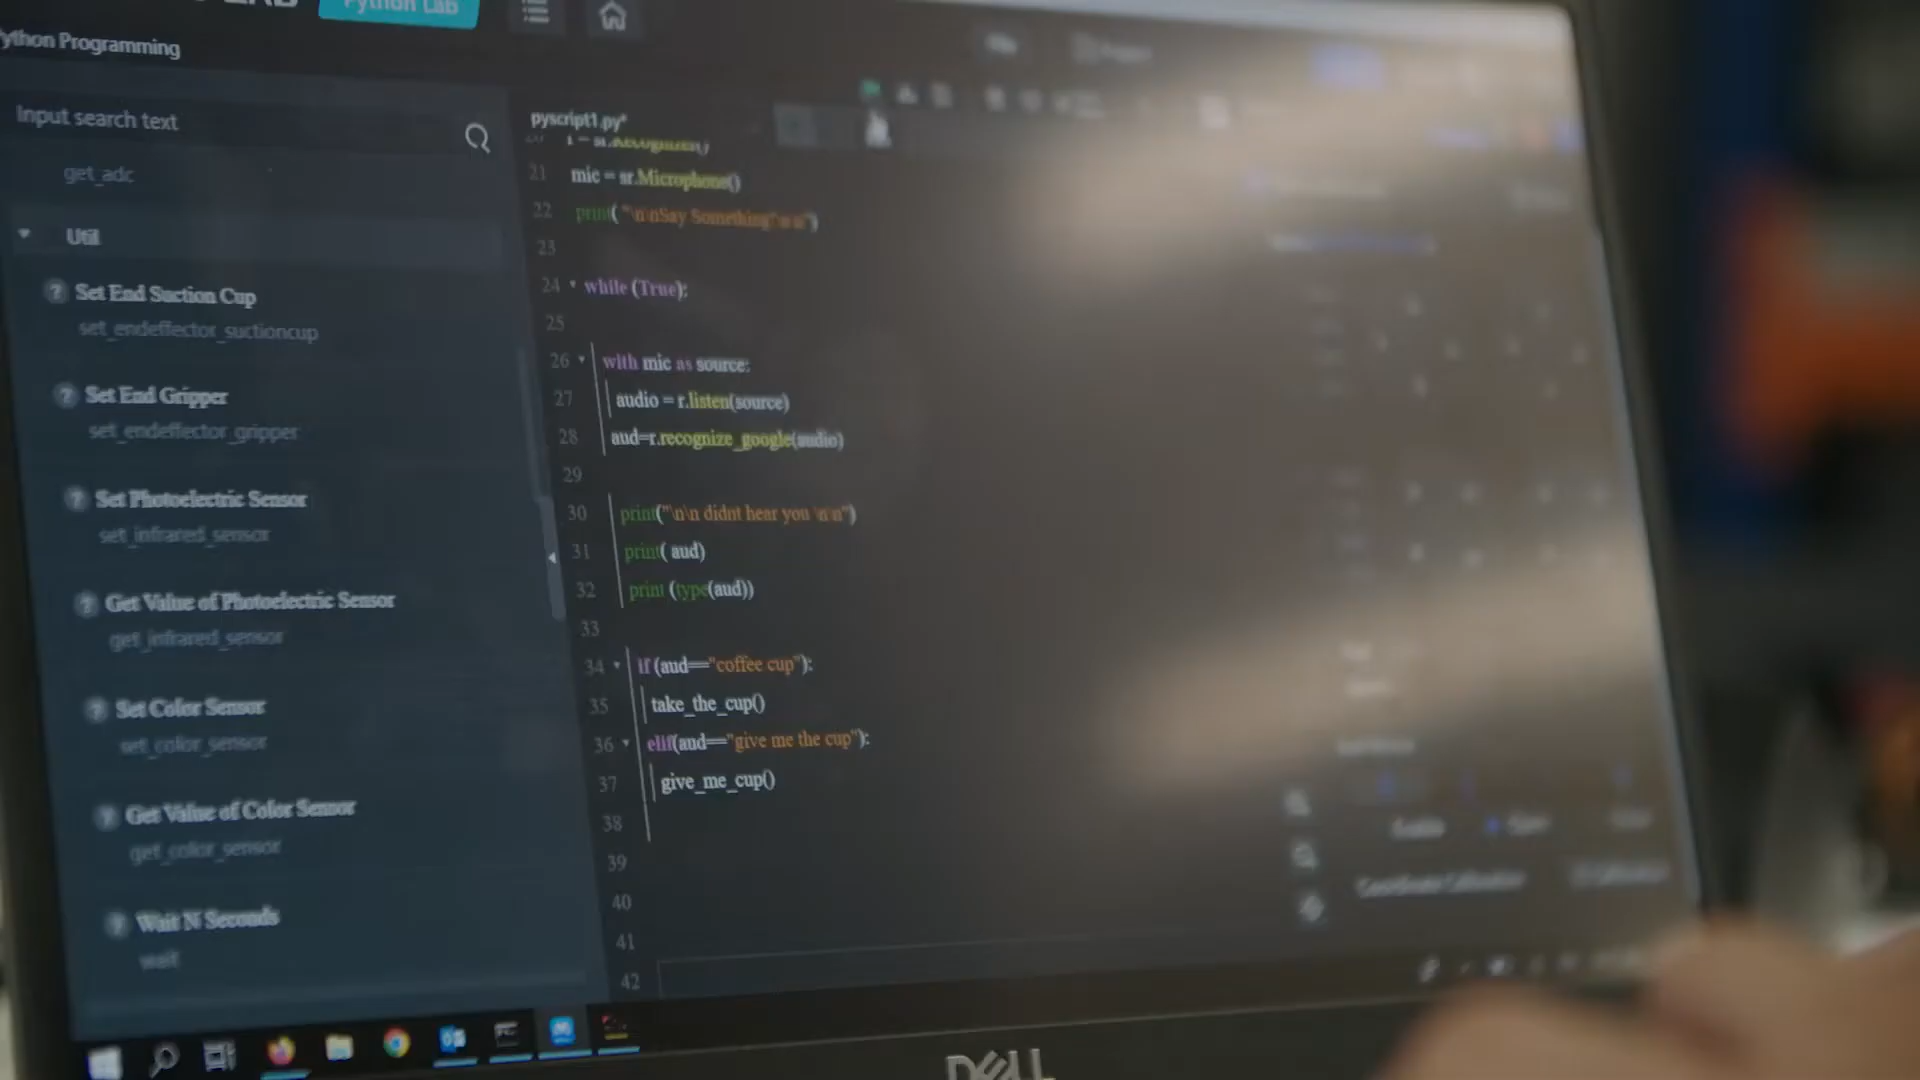 Python Lab
ython Programming
Input search text
get_adc
Util
Set End Suction Cup
set_endeffector_suctioncup
Set End Gripper
set_endeffector_gripper
Set Photoelectric Sensor
set_infrared_sensor
Get Value of Photoelectric Sensor
get_infrared_sensor
Set Color Sensor
set_color_sensor
Get Value of Color Sensor
get_color_sensor
Wait N Seconds
wait
pyscript1.py*
20 r = sr.Recognizer()
21 mic = sr.Microphone()
22 print( "\n\nSay Something\n\n")
23
24 while (True):
25
26 with mic as source:
27 audio = r.listen(source)
28 aud=r.recognize_google(audio)
29
30 print("\n\n didnt hear you \n\n")
31 print( aud)
32 print (type(aud))
33
34 if (aud=="coffee cup"):
35 take_the_cup()
36 elif(aud=="give me the cup"):
37 give_me_cup()
38
39
40
41
42
DELL